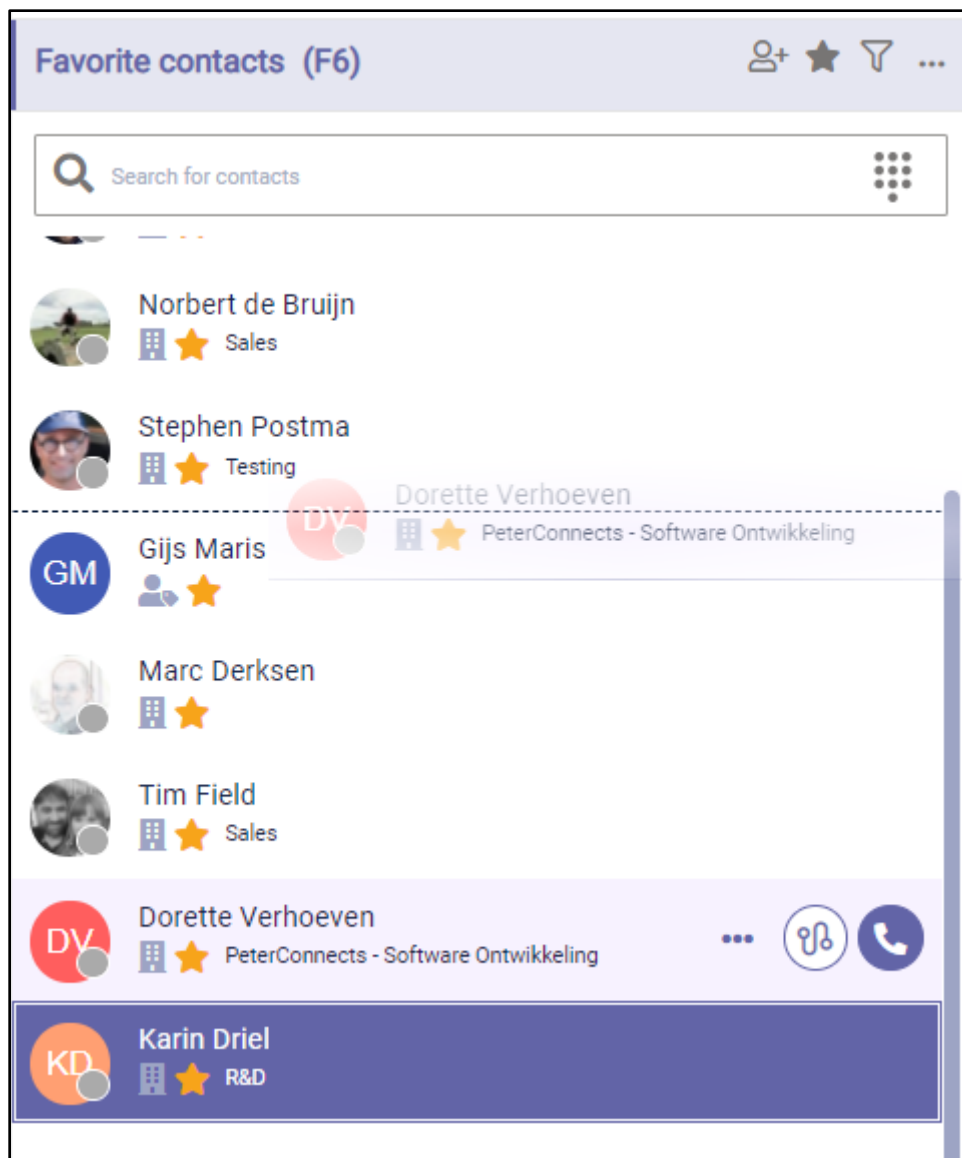 Favorite contacts (F6)
Search for contacts
Norbert de Bruijn
Sales
Stephen Postma
Testing
DV
Dorette Verhoeven
PeterConnects - Software Ontwikkeling
GM
Gijs Maris
Marc Derksen
Tim Field
Sales
DV
Dorette Verhoeven
PeterConnects - Software Ontwikkeling
KD
Karin Driel
R&D